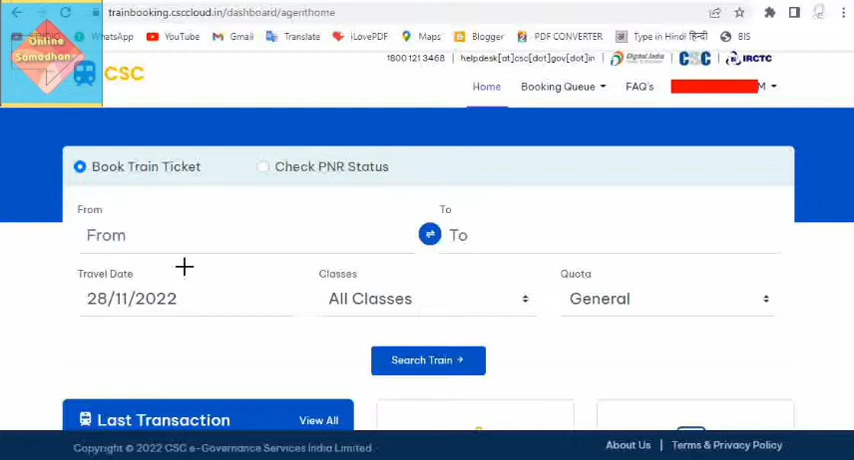 trainbooking.csccloud.in/dashboard/agenthome
WhatsApp YouTube Gmail Translate iLovePDF Maps Blogger PDF CONVERTER Type in Hindi हिन्दी BIS
Online
Samadhan
CSC
1800 121 3468 | helpdesk[at]csc[dot]gov[dot]in Digital India CSC IRCTC
Home Booking Queue FAQ's M
Book Train Ticket Check PNR Status
From To
From To
Travel Date Classes Quota
28/11/2022 All Classes General
Search Train
Last Transaction View All
Copyright © 2022 CSC e-Governance Services India Limited. About Us | Terms & Privacy Policy